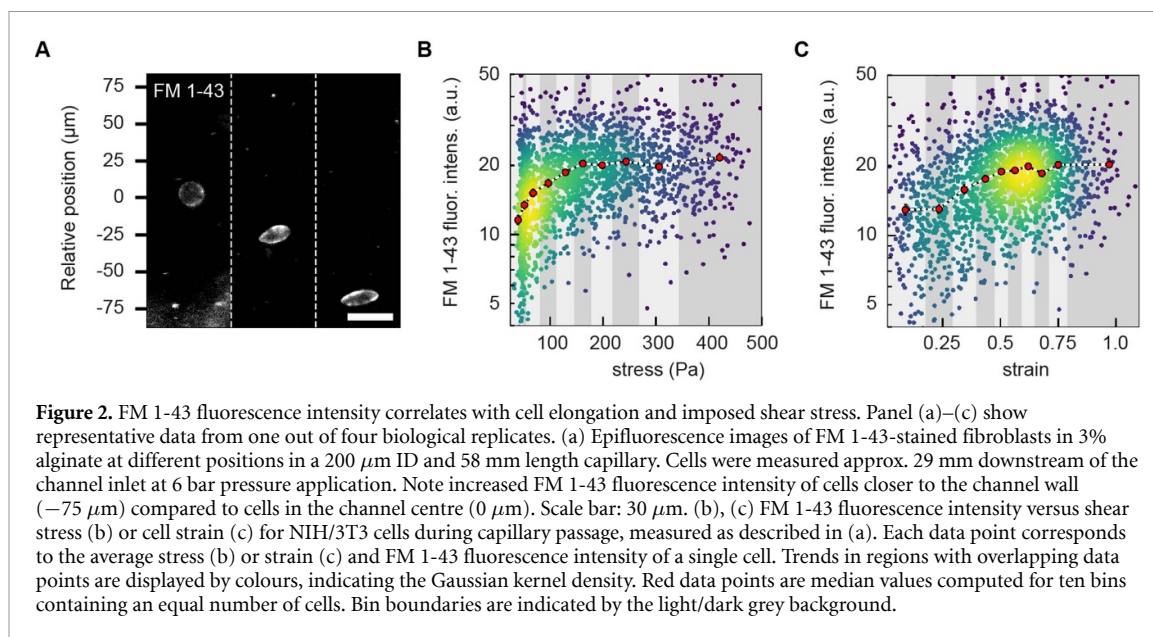 A
B
C
75
50
25
0
-25
-50
-75
Relative position (µm)
FM 1-43
50
20
10
5
FM 1-43 fluor. intens. (a.u.)
100 200 300 400 500
stress (Pa)
50
20
10
5
FM 1-43 fluor. intens. (a.u.)
0.25 0.5 0.75 1.0
strain
Figure 2. FM 1-43 fluorescence intensity correlates with cell elongation and imposed shear stress. Panel (a)–(c) show
representative data from one out of four biological replicates. (a) Epifluorescence images of FM 1-43-stained fibroblasts in 3%
alginate at different positions in a 200 µm ID and 58 mm length capillary. Cells were measured approx. 29 mm downstream of the
channel inlet at 6 bar pressure application. Note increased FM 1-43 fluorescence intensity of cells closer to the channel wall
(−75 µm) compared to cells in the channel centre (0 µm). Scale bar: 30 µm. (b), (c) FM 1-43 fluorescence intensity versus shear
stress (b) or cell strain (c) for NIH/3T3 cells during capillary passage, measured as described in (a). Each data point corresponds
to the average stress (b) or strain (c) and FM 1-43 fluorescence intensity of a single cell. Trends in regions with overlapping data
points are displayed by colours, indicating the Gaussian kernel density. Red data points are median values computed for ten bins
containing an equal number of cells. Bin boundaries are indicated by the light/dark grey background.